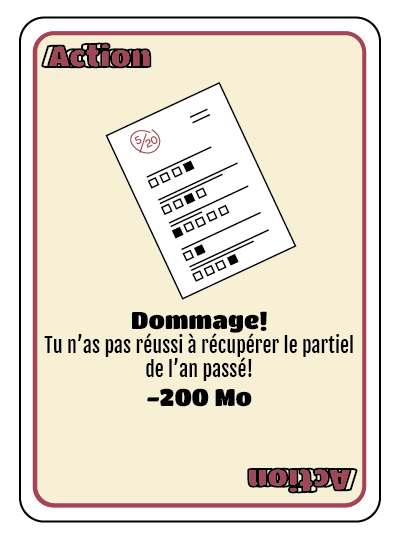 Action
5/20
Dommage!
Tu n'as pas réussi à récupérer le partiel
de l'an passé!
-200 Mo
Action